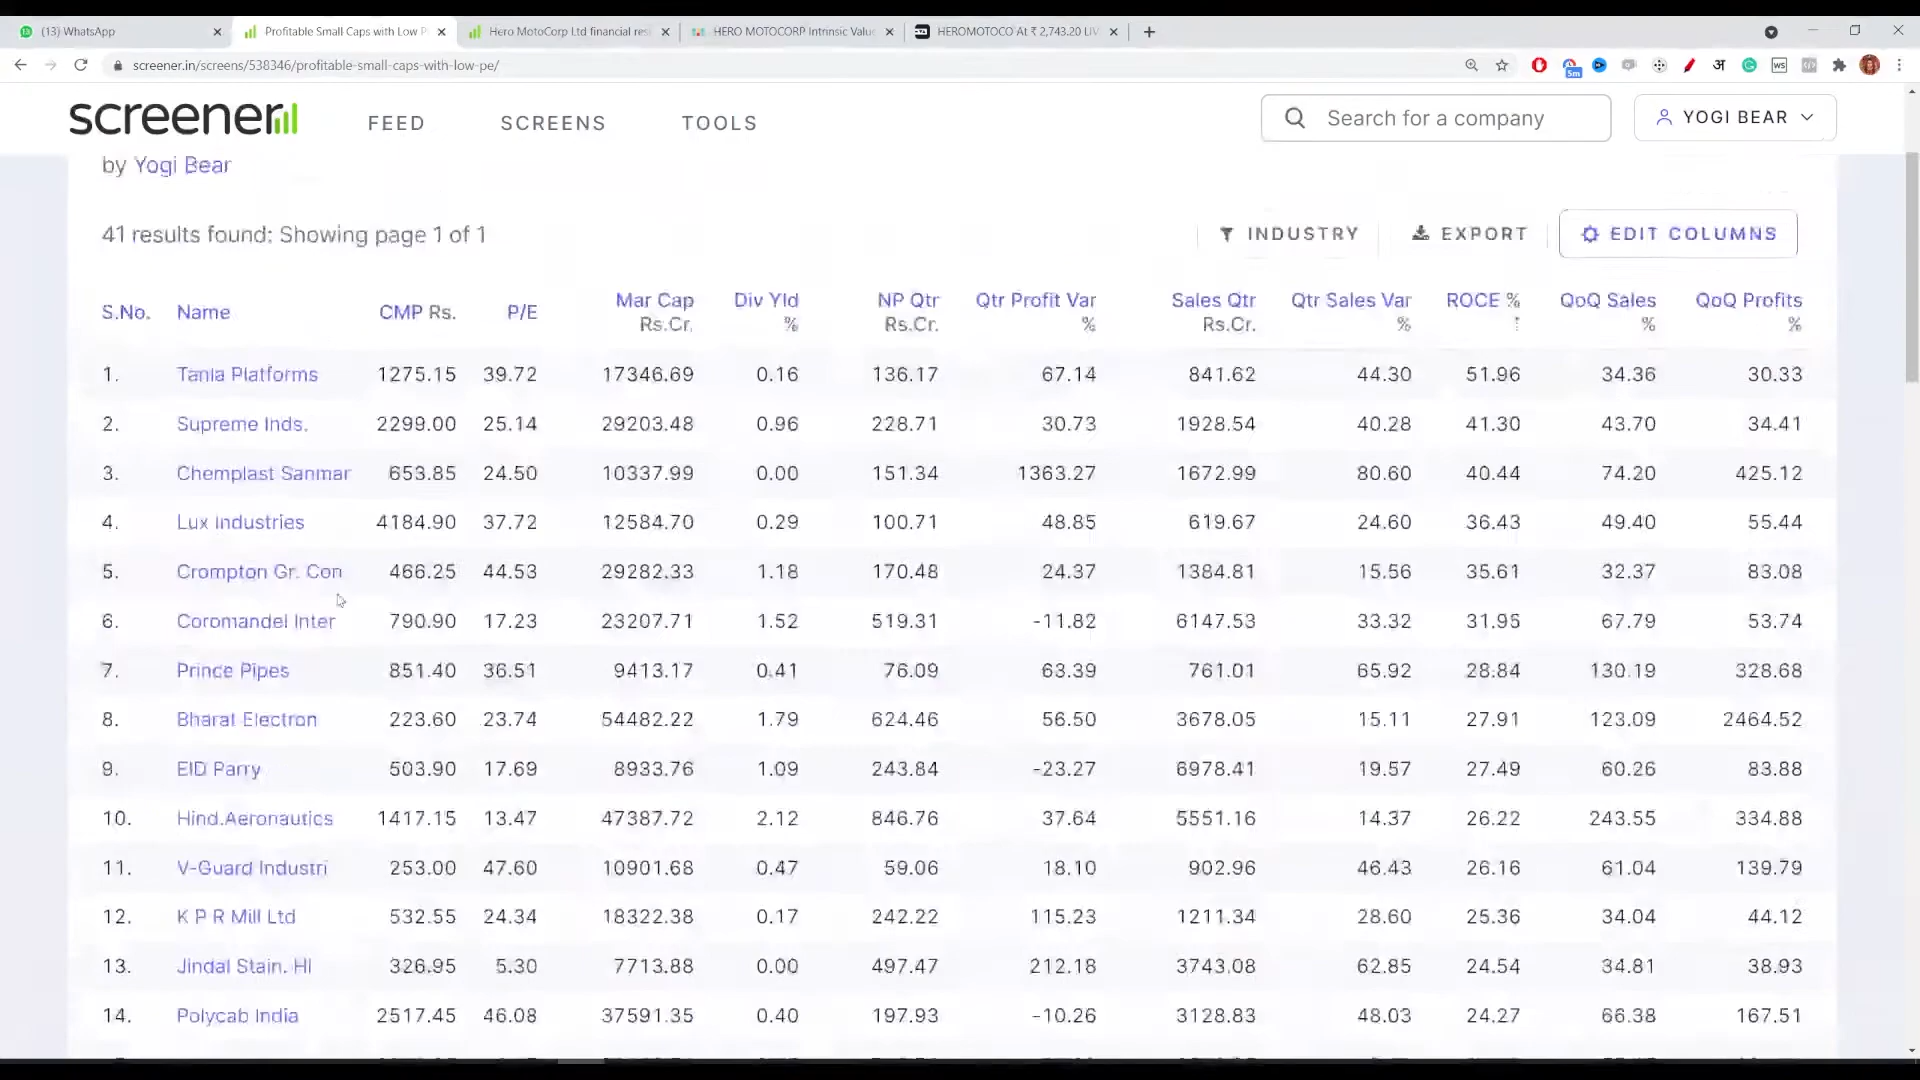 (13) WhatsApp
Profitable Small Caps with Low P
Hero MotoCorp Ltd financial res
HERO MOTOCORP Intrinsic Value
HEROMOTOCO At ₹ 2,743.20 LIV
screener.in/screens/538346/profitable-small-caps-with-low-pe/
5m
अ
WS
screener FEED SCREENS TOOLS Search for a company YOGI BEAR
by Yogi Bear
41 results found: Showing page 1 of 1 INDUSTRY EXPORT EDIT COLUMNS
S.No. Name CMP Rs. P/E Mar Cap Rs.Cr. Div Yld % NP Qtr Rs.Cr. Qtr Profit Var % Sales Qtr Rs.Cr. Qtr Sales Var % ROCE % ↑ QoQ Sales % QoQ Profits %
1. Tanla Platforms 1275.15 39.72 17346.69 0.16 136.17 67.14 841.62 44.30 51.96 34.36 30.33
2. Supreme Inds. 2299.00 25.14 29203.48 0.96 228.71 30.73 1928.54 40.28 41.30 43.70 34.41
3. Chemplast Sanmar 653.85 24.50 10337.99 0.00 151.34 1363.27 1672.99 80.60 40.44 74.20 425.12
4. Lux Industries 4184.90 37.72 12584.70 0.29 100.71 48.85 619.67 24.60 36.43 49.40 55.44
5. Crompton Gr. Con 466.25 44.53 29282.33 1.18 170.48 24.37 1384.81 15.56 35.61 32.37 83.08
6. Coromandel Inter 790.90 17.23 23207.71 1.52 519.31 -11.82 6147.53 33.32 31.95 67.79 53.74
7. Prince Pipes 851.40 36.51 9413.17 0.41 76.09 63.39 761.01 65.92 28.84 130.19 328.68
8. Bharat Electron 223.60 23.74 54482.22 1.79 624.46 56.50 3678.05 15.11 27.91 123.09 2464.52
9. EID Parry 503.90 17.69 8933.76 1.09 243.84 -23.27 6978.41 19.57 27.49 60.26 83.88
10. Hind.Aeronautics 1417.15 13.47 47387.72 2.12 846.76 37.64 5551.16 14.37 26.22 243.55 334.88
11. V-Guard Industri 253.00 47.60 10901.68 0.47 59.06 18.10 902.96 46.43 26.16 61.04 139.79
12. K P R Mill Ltd 532.55 24.34 18322.38 0.17 242.22 115.23 1211.34 28.60 25.36 34.04 44.12
13. Jindal Stain. Hi 326.95 5.30 7713.88 0.00 497.47 212.18 3743.08 62.85 24.54 34.81 38.93
14. Polycab India 2517.45 46.08 37591.35 0.40 197.93 -10.26 3128.83 48.03 24.27 66.38 167.51